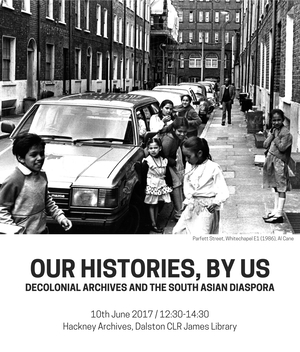 Parfett Street, Whitechapel E1 (1986), Al Cane
OUR HISTORIES, BY US
DECOLONIAL ARCHIVES AND THE SOUTH ASIAN DIASPORA
10th June 2017 / 12:30-14:30
Hackney Archives, Dalston CLR James Library